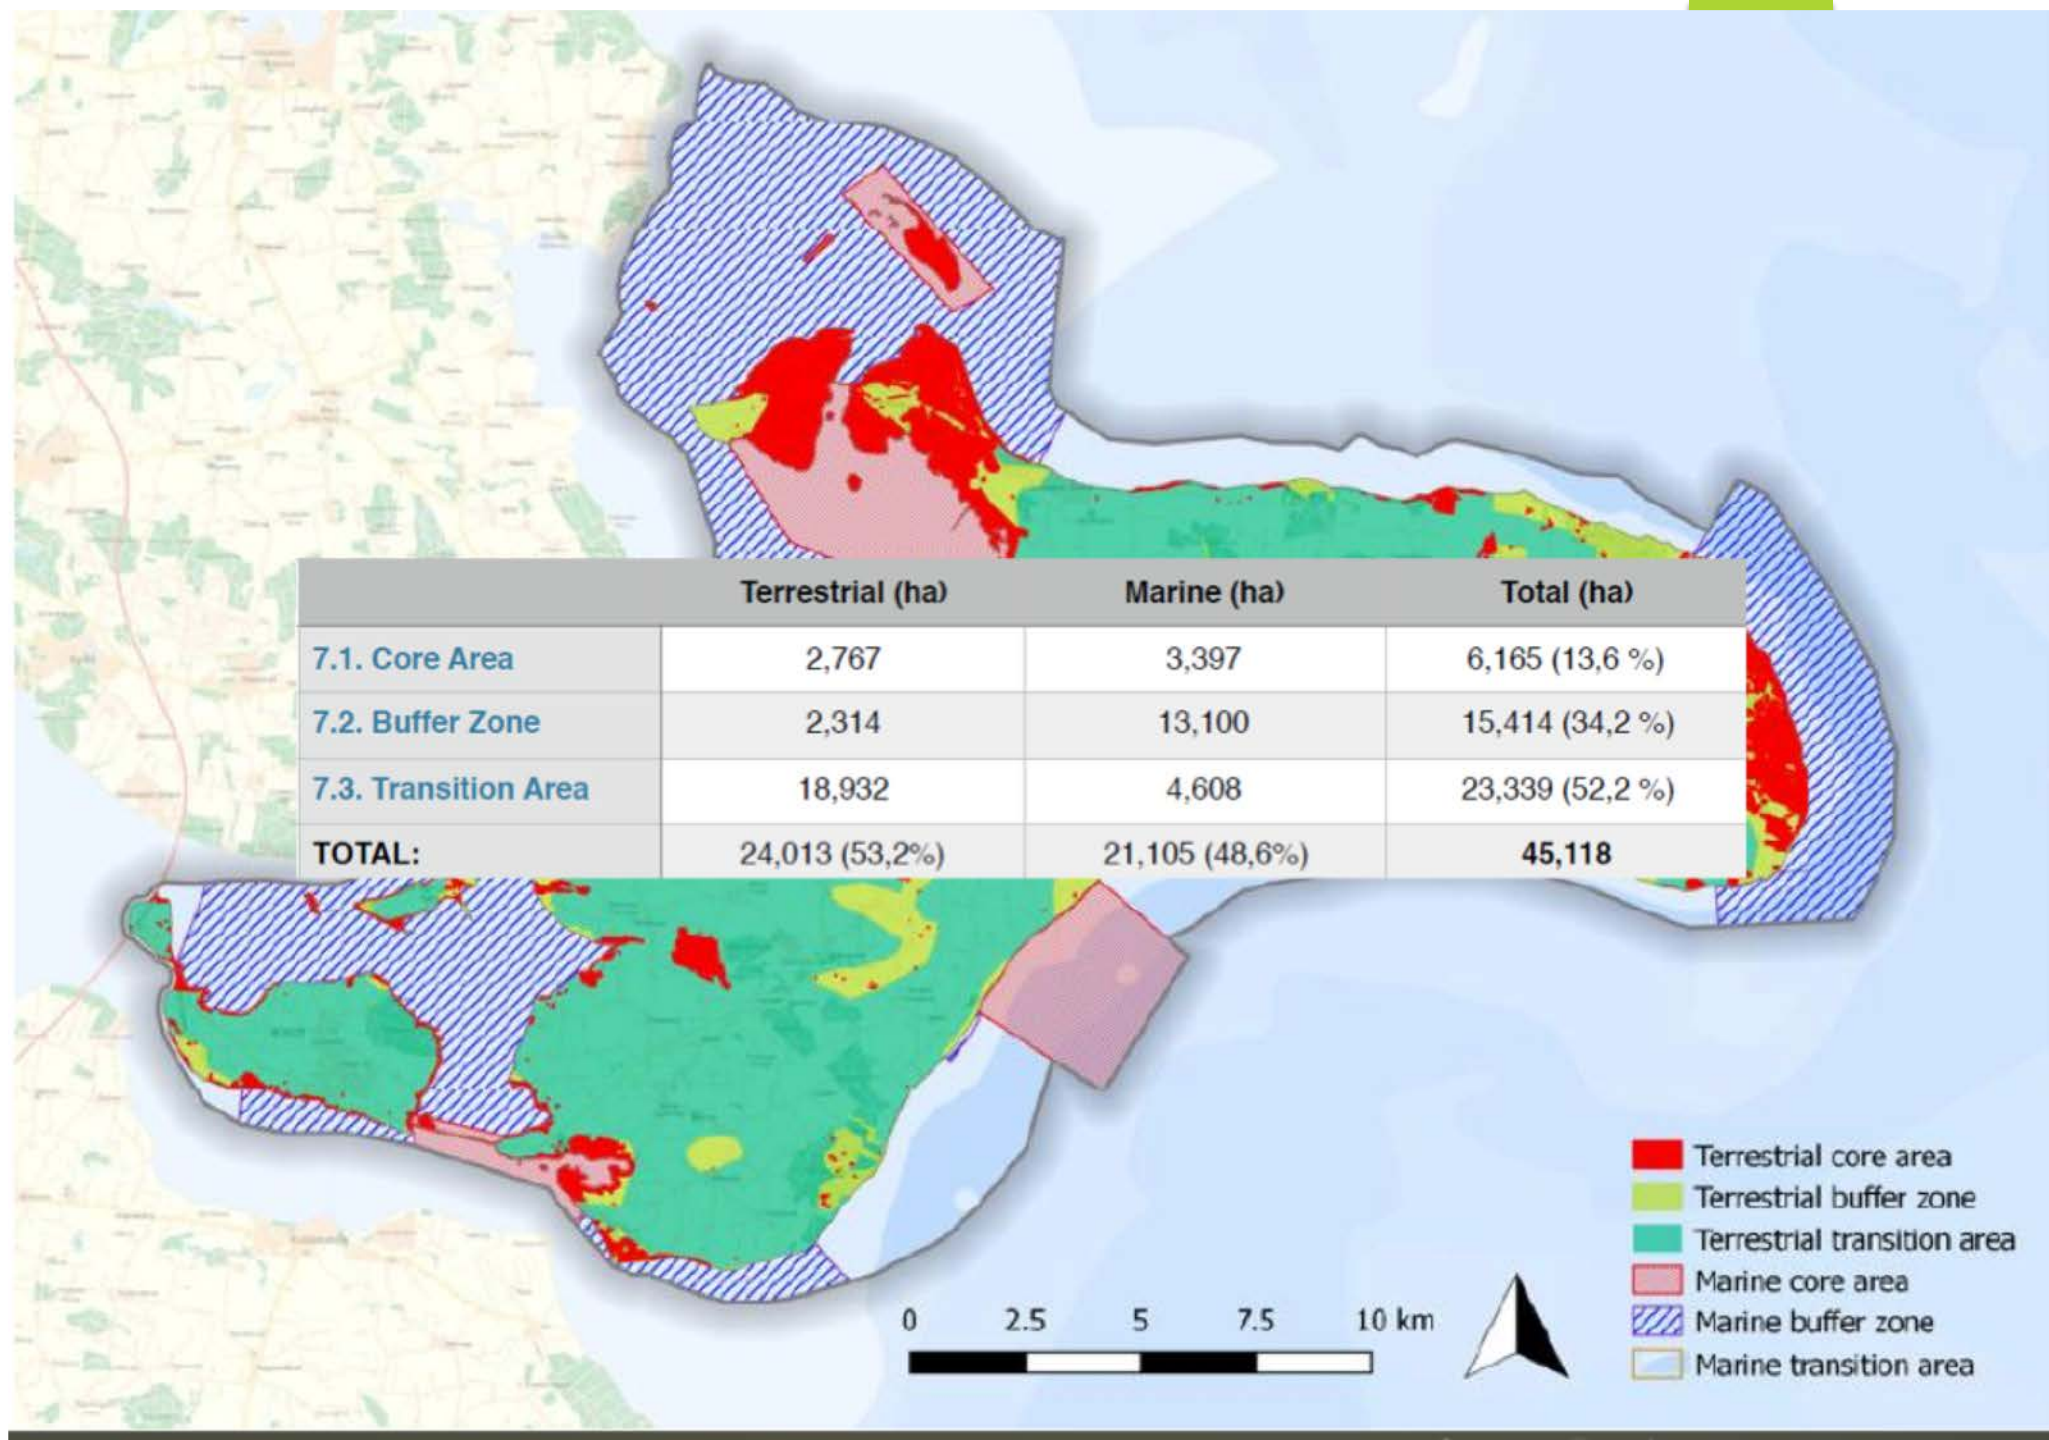 Terrestrial (ha) Marine (ha) Total (ha)
7.1. Core Area 2,767 3,397 6,165 (13,6 %)
7.2. Buffer Zone 2,314 13,100 15,414 (34,2 %)
7.3. Transition Area 18,932 4,608 23,339 (52,2 %)
TOTAL: 24,013 (53,2%) 21,105 (48,6%) 45,118
Terrestrial core area
Terrestrial buffer zone
Terrestrial transition area
Marine core area
Marine buffer zone
Marine transition area
0 2.5 5 7.5 10 km